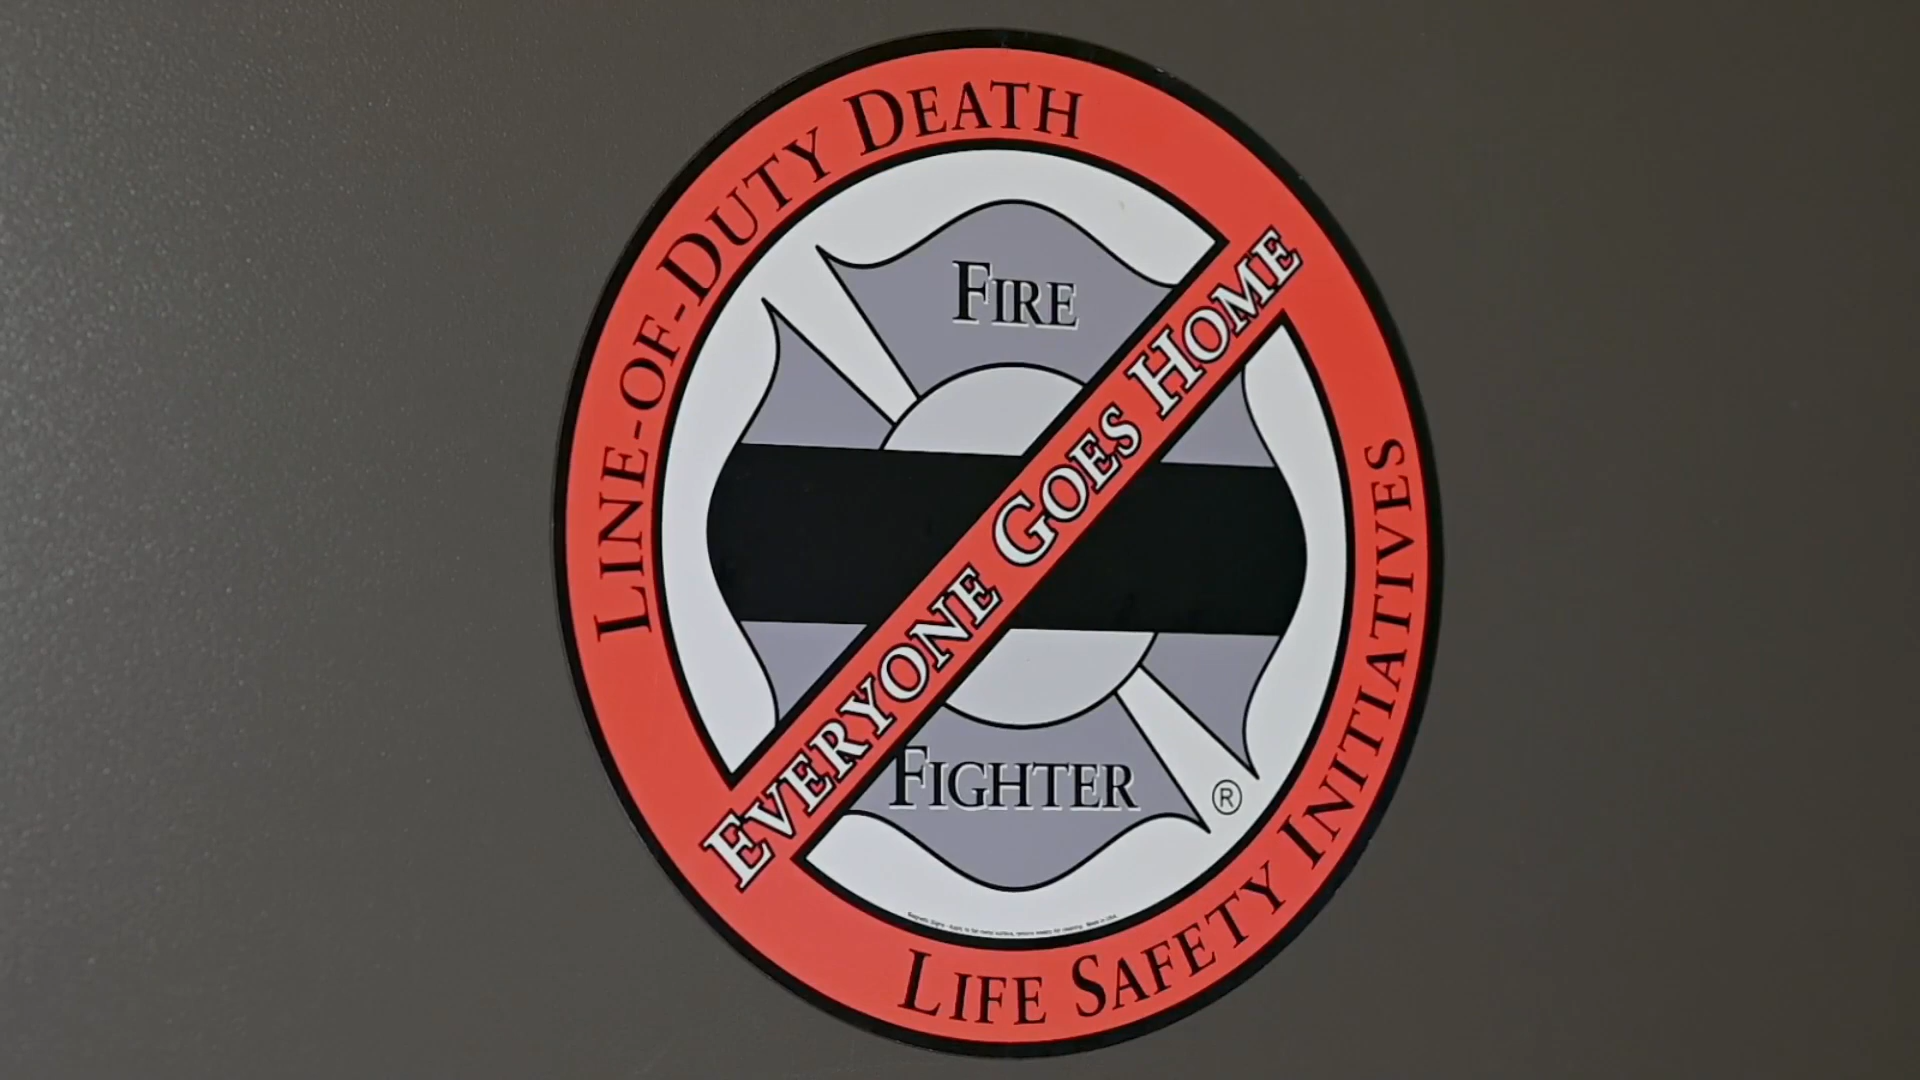 LINE-OF-DUTY DEATH
FIRE
EVERYONE GOES HOME
FIGHTER
®
LIFE SAFETY INITIATIVES